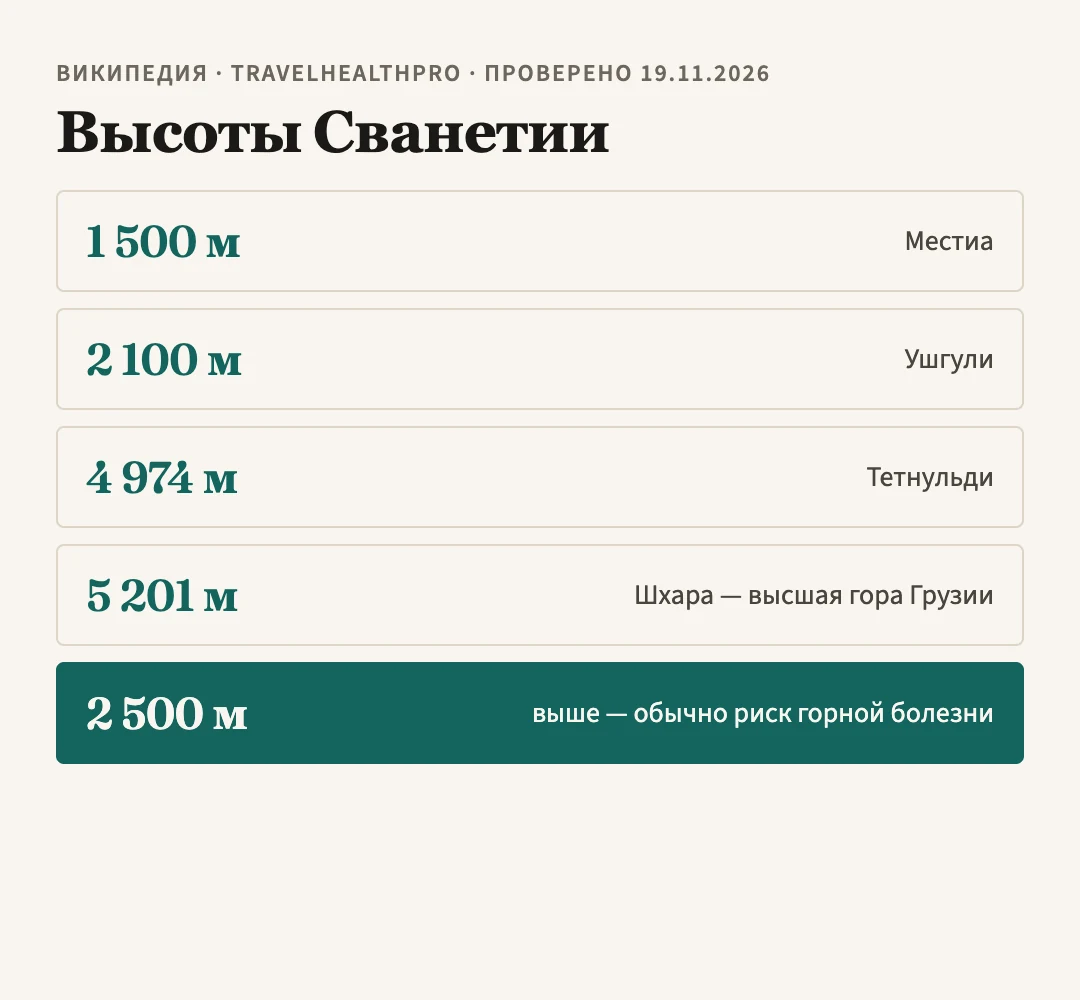 ВИКИПЕДИЯ · TRAVELHEALTHPRO · ПРОВЕРЕНО 19.11.2026
Высоты Сванетии
1 500 м Местиа
2 100 м Ушгули
4 974 м Тетнульди
5 201 м Шхара — высшая гора Грузии
2 500 м выше — обычно риск горной болезни